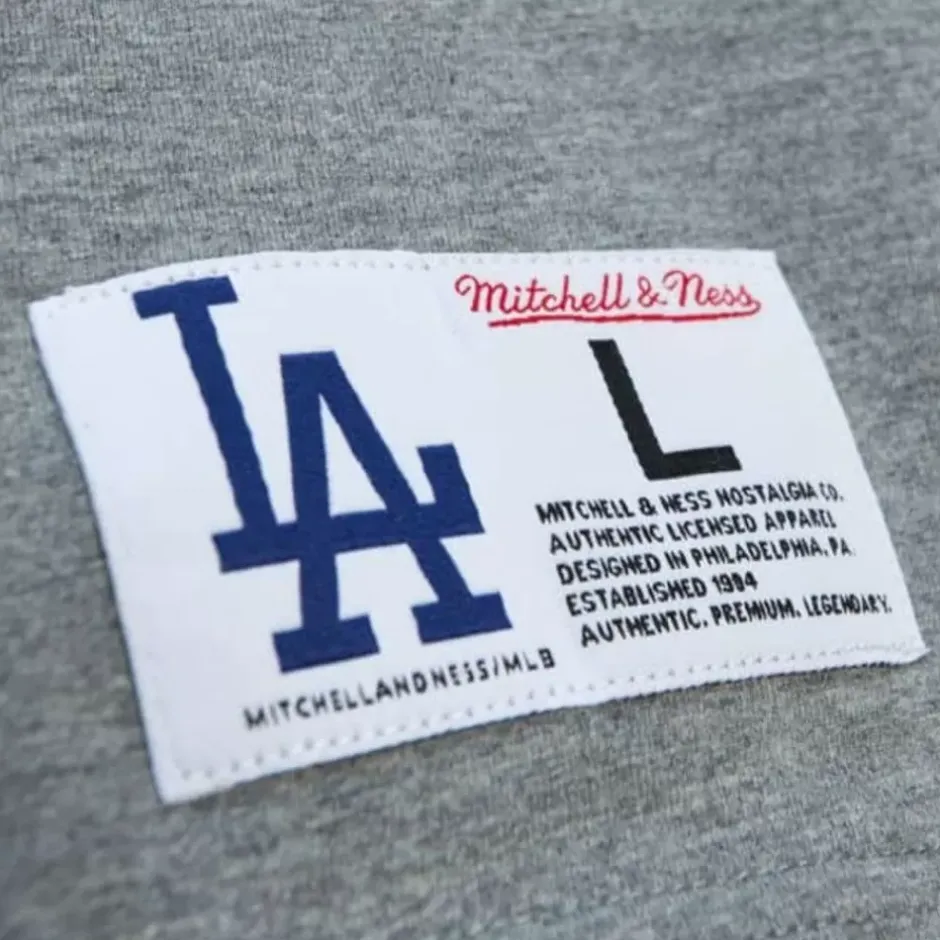 LA
MITCHELLANDNESS/MLB
Mitchell & Ness
L
MITCHELL & NESS NOSTALGIA CO.
AUTHENTIC LICENSED APPAREL
DESIGNED IN PHILADELPHIA, PA
ESTABLISHED 1904
AUTHENTIC. PREMIUM. LEGENDARY.